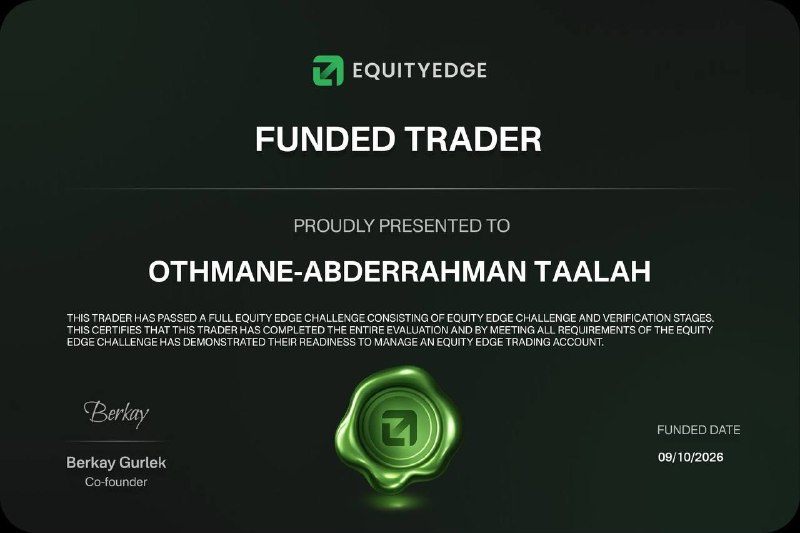 EQUITYEDGE
FUNDED TRADER
PROUDLY PRESENTED TO
OTHMANE-ABDERRAHMAN TAALAH
THIS TRADER HAS PASSED A FULL EQUITY EDGE CHALLENGE CONSISTING OF EQUITY EDGE CHALLENGE AND VERIFICATION STAGES.
THIS CERTIFIES THAT THIS TRADER HAS COMPLETED THE ENTIRE EVALUATION AND BY MEETING ALL REQUIREMENTS OF THE EQUITY
EDGE CHALLENGE HAS DEMONSTRATED THEIR READINESS TO MANAGE AN EQUITY EDGE TRADING ACCOUNT.
Berkay
Berkay Gurlek
Co-founder
FUNDED DATE
09/10/2026